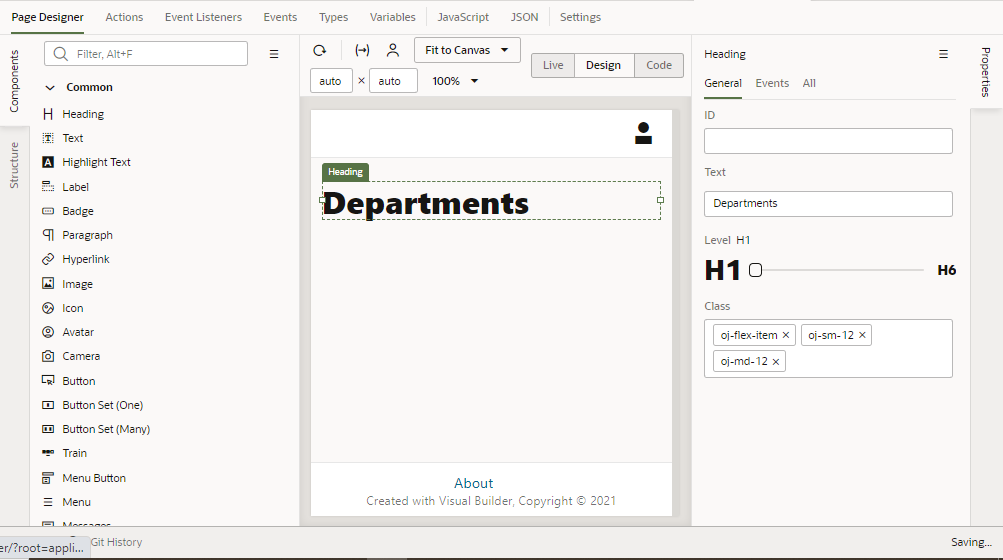 Page Designer Actions Event Listeners Events Types Variables JavaScript JSON Settings
Components
Structure
Filter, Alt+F
Common
Heading
Text
Highlight Text
Label
Badge
Paragraph
Hyperlink
Image
Icon
Avatar
Camera
Button
Button Set (One)
Button Set (Many)
Train
Menu Button
Menu
Messages
Fit to Canvas
auto × auto 100%
Live Design Code
Heading
Departments
About
Created with Visual Builder, Copyright © 2021
Heading
General Events All
ID
Text
Departments
Level H1
H1 H6
Class
oj-flex-item × oj-sm-12 ×
oj-md-12 ×
Properties
er/?root=appli... Git History Saving...